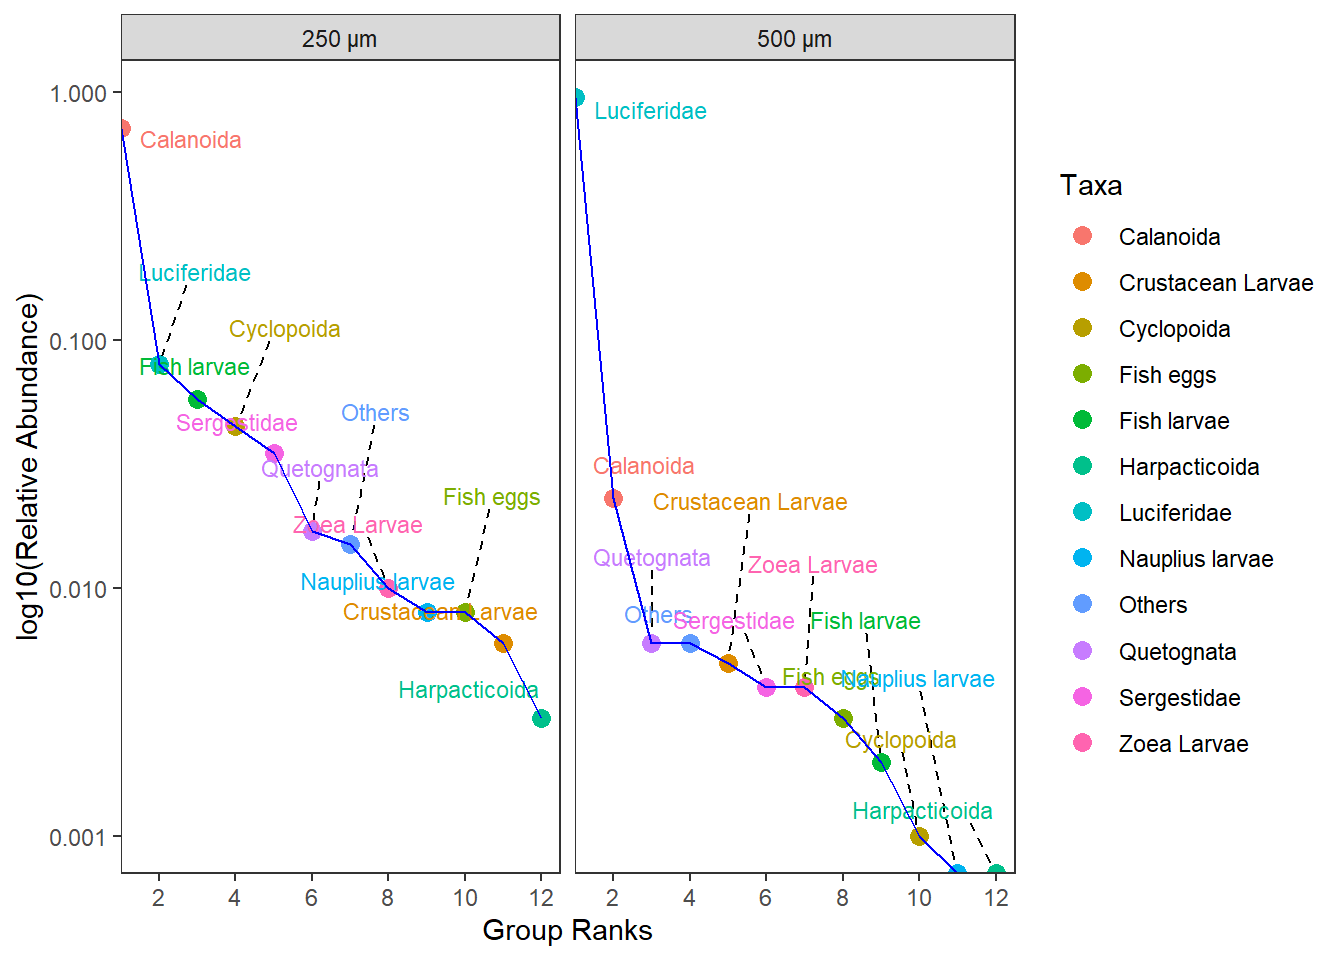 250 µm
500 µm
1.000
0.100
0.010
0.001
log10(Relative Abundance)
Calanoida
Luciferidae
Cyclopoida
Fish larvae
Others
Sergestidae
Quetognata
Fish eggs
Zoea Larvae
Nauplius larvae
Crustacean Larvae
Harpacticoida
Luciferidae
Calanoida
Crustacean Larvae
Quetognata
Zoea Larvae
Others
Sergestidae
Fish larvae
Fish eggs
Nauplius larvae
Cyclopoida
Harpacticoida
2 4 6 8 10 12
2 4 6 8 10 12
Group Ranks
Taxa
Calanoida
Crustacean Larvae
Cyclopoida
Fish eggs
Fish larvae
Harpacticoida
Luciferidae
Nauplius larvae
Others
Quetognata
Sergestidae
Zoea Larvae